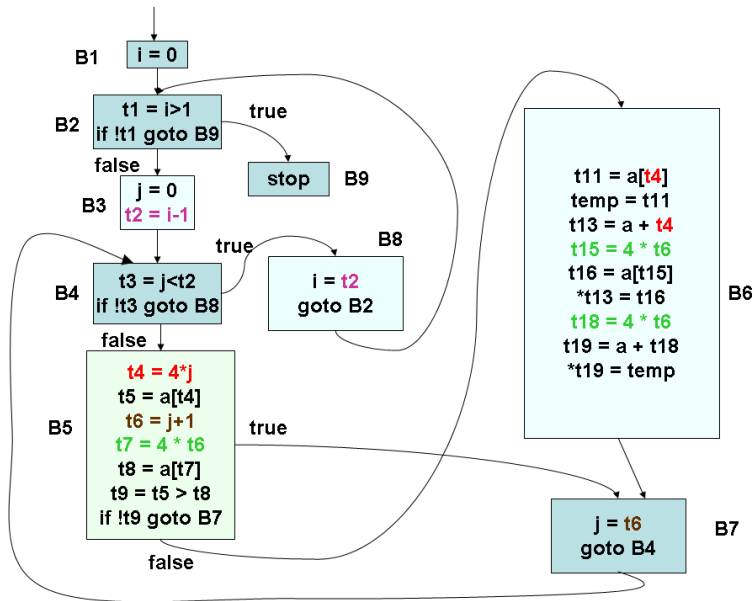 B1
i = 0
B2
t1 = i>1
if !t1 goto B9
true
false
stop
B9
B3
j = 0
t2 = i-1
true
B8
i = t2
goto B2
B4
t3 = j<t2
if !t3 goto B8
false
B5
t4 = 4*j
t5 = a[t4]
t6 = j+1
t7 = 4 * t6
t8 = a[t7]
t9 = t5 > t8
if !t9 goto B7
true
false
t11 = a[t4]
temp = t11
t13 = a + t4
t15 = 4 * t6
t16 = a[t15]
*t13 = t16
t18 = 4 * t6
t19 = a + t18
*t19 = temp
B6
j = t6
goto B4
B7